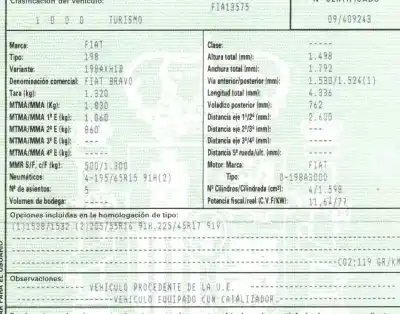 Clasificación del vehículo:
FIA13575
Nº CERTIFICADO
1 0 0 0 TURISMO
09/409243
Marca: FIAT
Tipo: 198
Variante: 198AXH1B
Denominación comercial: FIAT BRAVO
Tara (kg): 1.320
MTMA/MMA (Kg): 1.830
MTMA/MMA 1º E (kg): 1.060
MTMA/MMA 2º E (kg): 860
MTMA/MMA 3º E (kg): ---
MTMA/MMA 4º E (kg): -----
MMR S/F, c/F (kg): 500/1.300
Neumáticos: 4-195/65R15 91H(2)
Nº de asientos: 5
Volumen de bodega: -----
Clase: -----
Altura total (mm): 1.498
Anchura total (mm): 1.792
Vía anterior/posterior (mm): 1.530/1.524(1)
Longitud total (mm): 4.336
Voladizo posterior (mm): 762
Distancia eje 1º/2º (mm): 2.600
Distancia eje 2º/3º (mm): ---
Distancia eje 3º/4º (mm): -----
Distancia 5ª rueda/ult. (mm): -----
Motor: Marca: FIAT
Tipo: D-198A3000
Nº Cilindros/Cilindrada (cm³): 4/1.598
Potencia fiscal/real (C.V.F/KW): 11,64/77
Opciones incluidas en la homologación de tipo:
(1)1538/1532 (2)205/55R16 91H,225/45R17 91V
CO2:119 GR/KM
Observaciones:
----- VEHICULO PROCEDENTE DE LA U.E. -----
VEHICULO EQUIPADO CON CATALIZADOR.